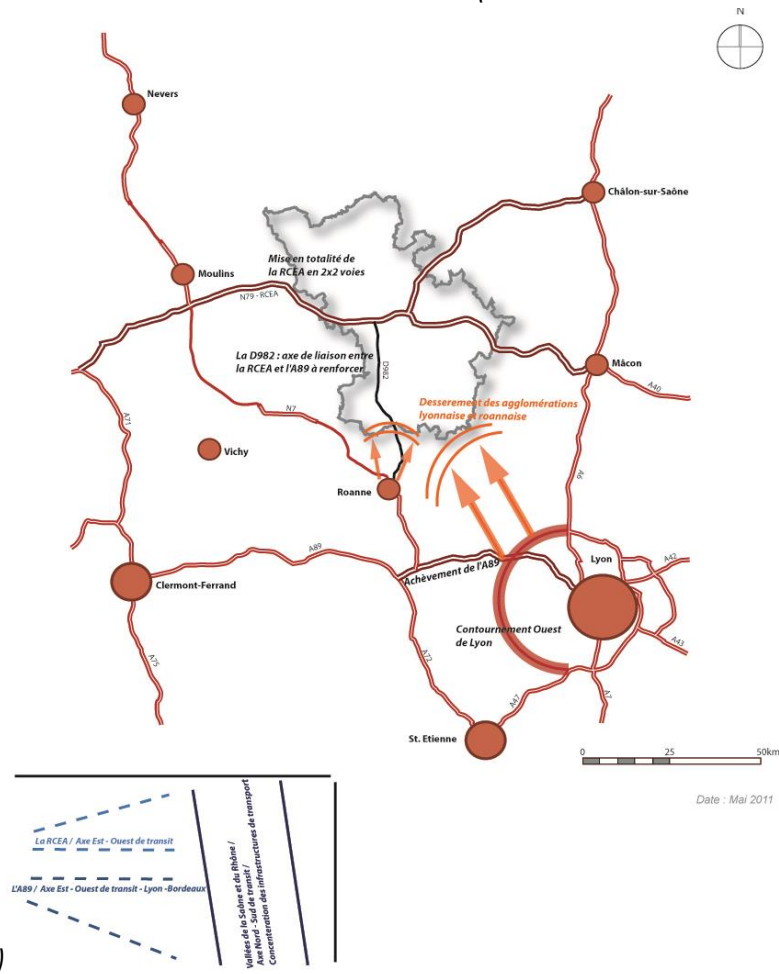 N
Nevers
Châlon-sur-Saône
Mise en totalité de
la RCEA en 2x2 voies
Moulins
N79 - RCEA
La D982 : axe de liaison entre
la RCEA et l'A89 à renforcer
D982
Mâcon
A40
Desserement des agglomérations
lyonnaise et roannaise
A71
N7
Vichy
A6
Roanne
A89
Achèvement de l'A89
Lyon
A42
Clermont-Ferrand
Contournement Ouest
de Lyon
A43
A75
A72
A47
A7
St. Etienne
0 25 50km
Date : Mai 2011
La RCEA / Axe Est - Ouest de transit
L'A89 / Axe Est - Ouest de transit - Lyon -Bordeaux
Vallées de la Saône et du Rhône /
Axe Nord - Sud de transit /
Concenteration des infrastructures de transport
)